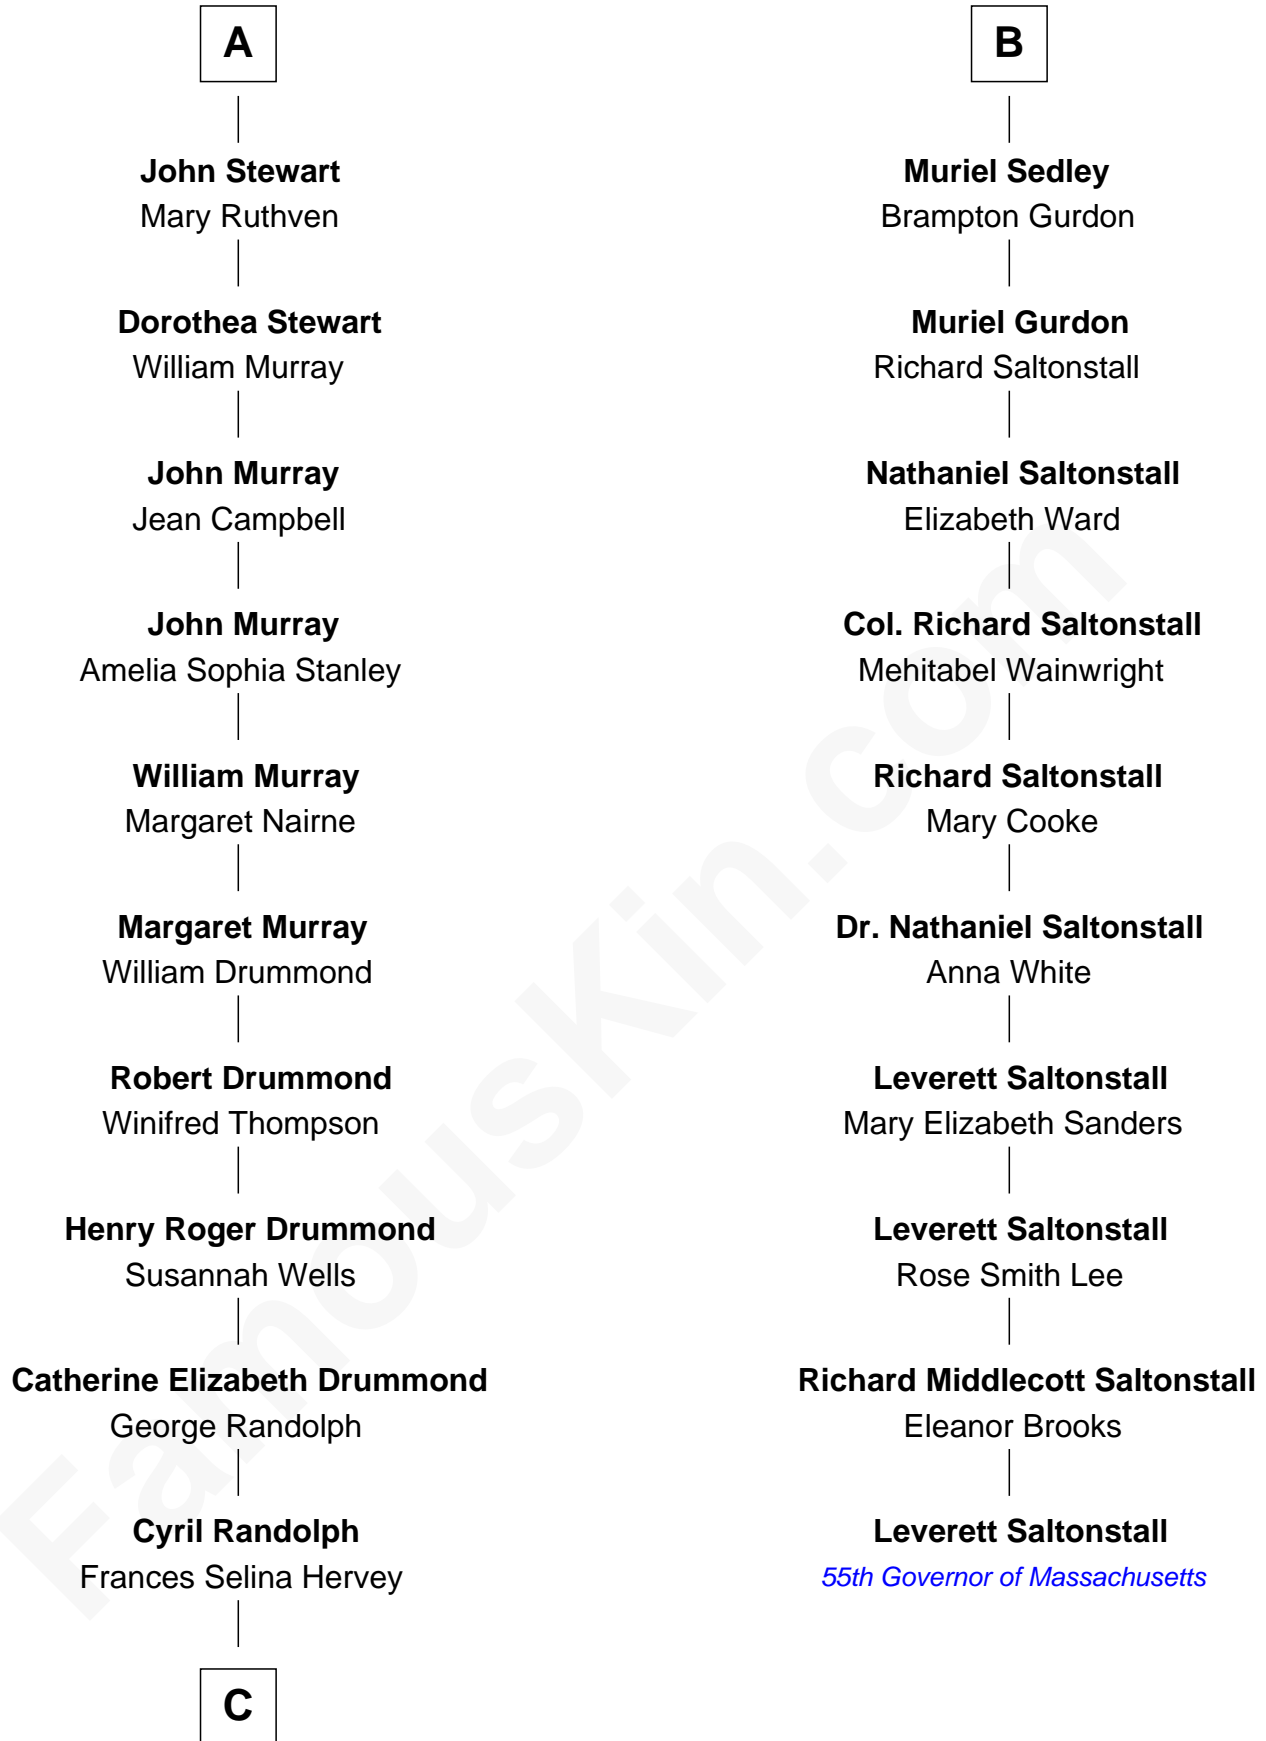 A
John Stewart
Mary Ruthven
Dorothea Stewart
William Murray
John Murray
Jean Campbell
John Murray
Amelia Sophia Stanley
William Murray
Margaret Nairne
Margaret Murray
William Drummond
Robert Drummond
Winifred Thompson
Henry Roger Drummond
Susannah Wells
Catherine Elizabeth Drummond
George Randolph
Cyril Randolph
Frances Selina Hervey
C
B
Muriel Sedley
Brampton Gurdon
Muriel Gurdon
Richard Saltonstall
Nathaniel Saltonstall
Elizabeth Ward
Col. Richard Saltonstall
Mehitabel Wainwright
Richard Saltonstall
Mary Cooke
Dr. Nathaniel Saltonstall
Anna White
Leverett Saltonstall
Mary Elizabeth Sanders
Leverett Saltonstall
Rose Smith Lee
Richard Middlecott Saltonstall
Eleanor Brooks
Leverett Saltonstall
55th Governor of Massachusetts
FamousKin.com